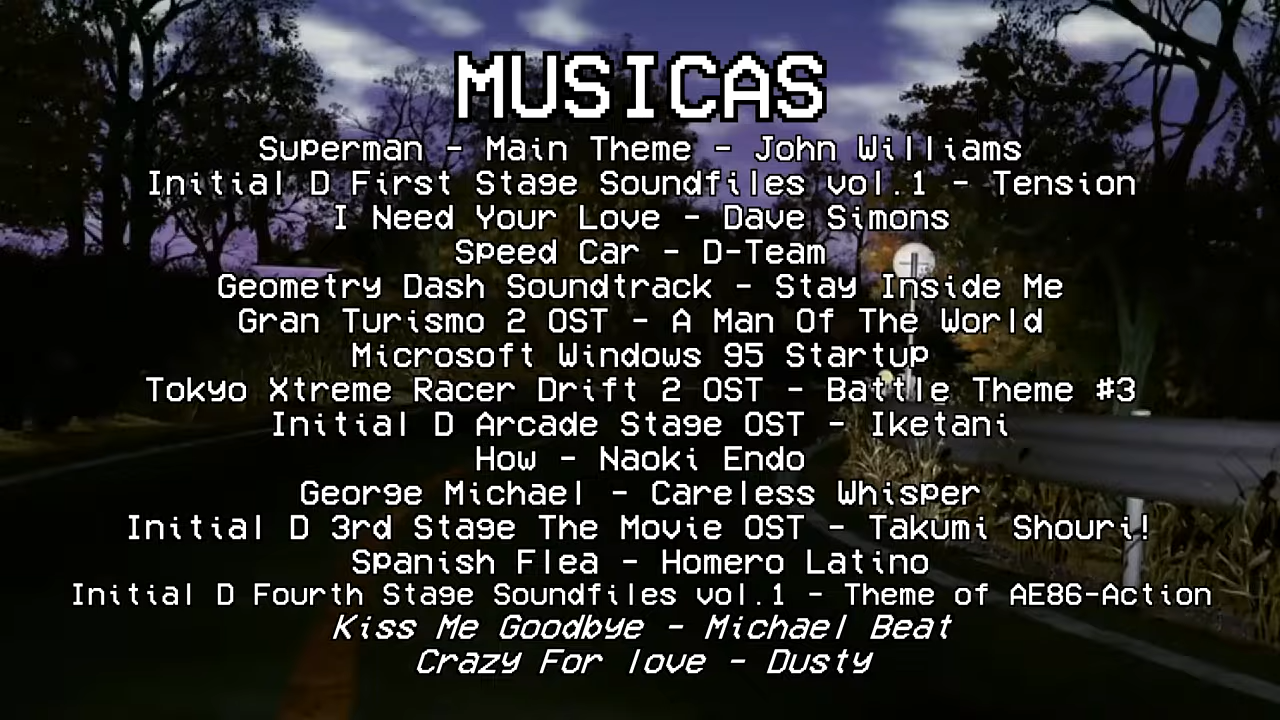 MUSICAS
Superman - Main Theme - John Williams
Initial D First Stage Soundfiles vol.1 - Tension
I Need Your Love - Dave Simons
Speed Car - D-Team
Geometry Dash Soundtrack - Stay Inside Me
Gran Turismo 2 OST - A Man Of The World
Microsoft Windows 95 Startup
Tokyo Xtreme Racer Drift 2 OST - Battle Theme #3
Initial D Arcade Stage OST - Iketani
How - Naoki Endo
George Michael - Careless Whisper
Initial D 3rd Stage The Movie OST - Takumi Shouri!
Spanish Flea - Homero Latino
Initial D Fourth Stage Soundfiles vol.1 - Theme of AE86-Action
Kiss Me Goodbye - Michael Beat
Crazy For love - Dusty